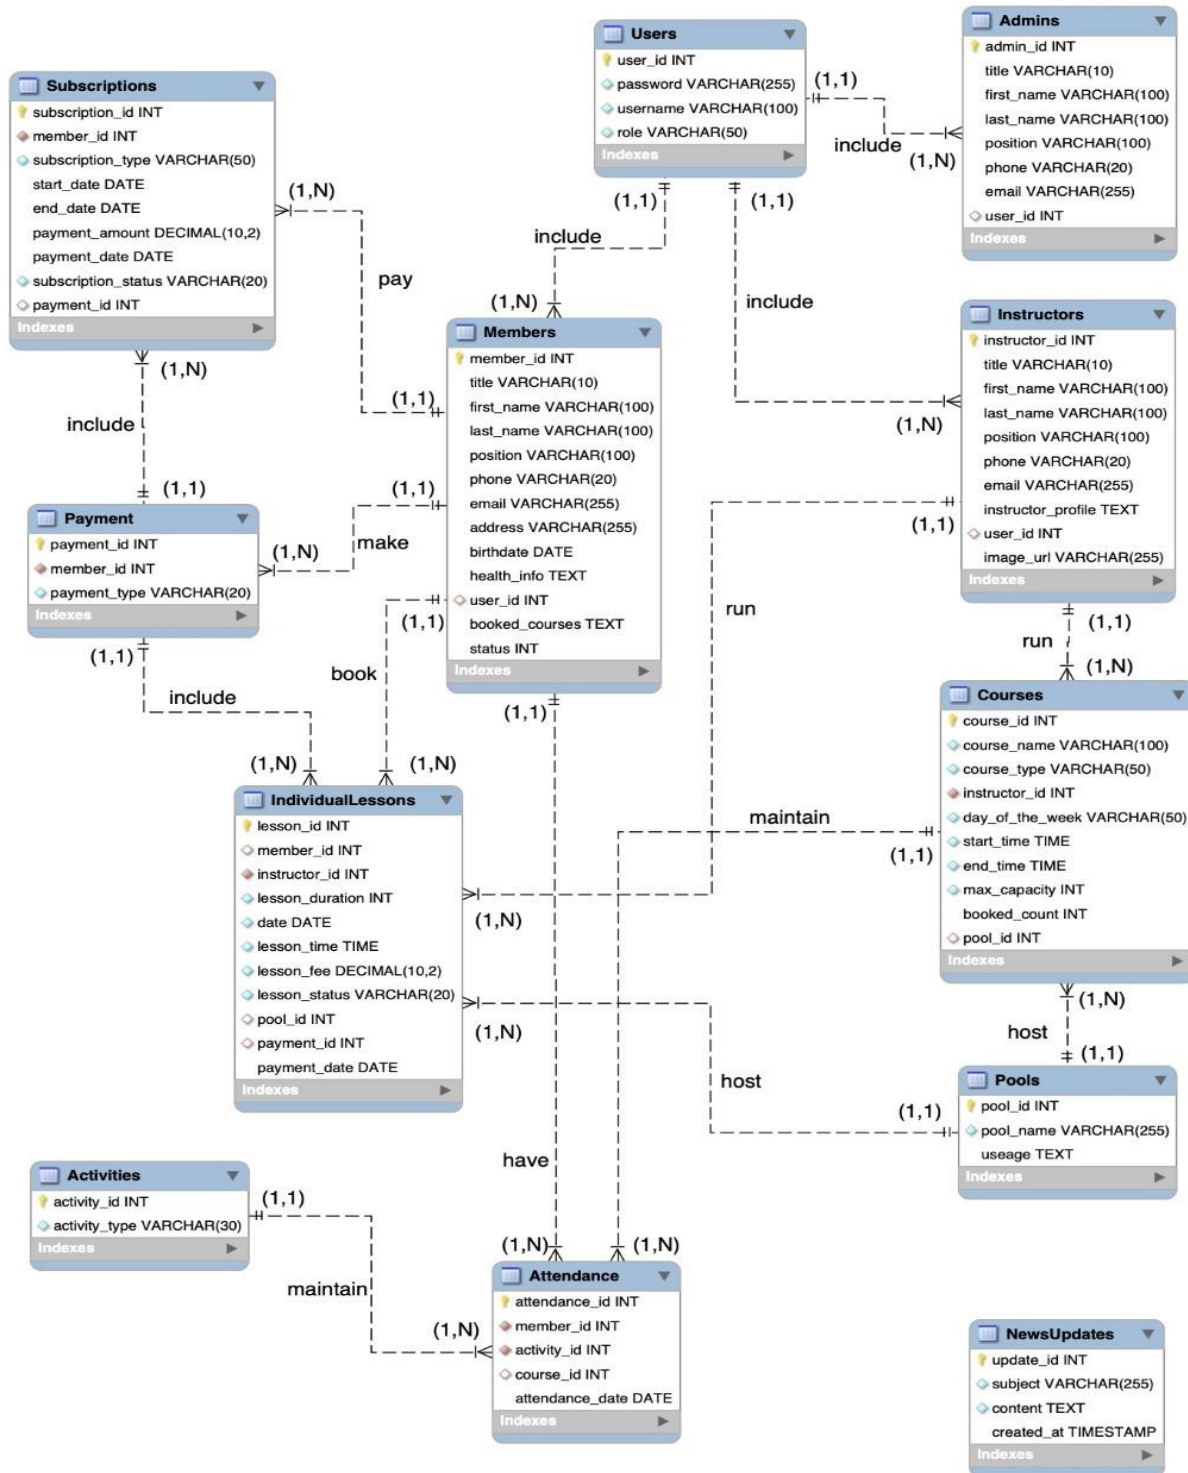 Subscriptions
subscription_id INT
member_id INT
subscription_type VARCHAR(50)
start_date DATE
end_date DATE
payment_amount DECIMAL(10,2)
payment_date DATE
subscription_status VARCHAR(20)
payment_id INT
Indexes
Users
user_id INT
password VARCHAR(255)
username VARCHAR(100)
role VARCHAR(50)
Indexes
Admins
admin_id INT
title VARCHAR(10)
first_name VARCHAR(100)
last_name VARCHAR(100)
position VARCHAR(100)
phone VARCHAR(20)
email VARCHAR(255)
user_id INT
Indexes
(1,1)
include
(1,N)
(1,1)
(1,1)
include
(1,N)
include
(1,N)
(1,N)
pay
(1,1)
Members
member_id INT
title VARCHAR(10)
first_name VARCHAR(100)
last_name VARCHAR(100)
position VARCHAR(100)
phone VARCHAR(20)
email VARCHAR(255)
address VARCHAR(255)
birthdate DATE
health_info TEXT
user_id INT
booked_courses TEXT
status INT
Indexes
Instructors
instructor_id INT
title VARCHAR(10)
first_name VARCHAR(100)
last_name VARCHAR(100)
position VARCHAR(100)
phone VARCHAR(20)
email VARCHAR(255)
instructor_profile TEXT
user_id INT
image_url VARCHAR(255)
Indexes
(1,N)
include
(1,1)
Payment
payment_id INT
member_id INT
payment_type VARCHAR(20)
Indexes
(1,1)
make
(1,N)
(1,1)
book
(1,N)
(1,1)
include
(1,N)
(1,1)
run
(1,N)
(1,1)
run
(1,N)
Courses
course_id INT
course_name VARCHAR(100)
course_type VARCHAR(50)
instructor_id INT
day_of_the_week VARCHAR(50)
start_time TIME
end_time TIME
max_capacity INT
booked_count INT
pool_id INT
Indexes
IndividualLessons
lesson_id INT
member_id INT
instructor_id INT
lesson_duration INT
date DATE
lesson_time TIME
lesson_fee DECIMAL(10,2)
lesson_status VARCHAR(20)
pool_id INT
payment_id INT
payment_date DATE
Indexes
(1,1)
have
(1,N)
maintain
(1,1)
(1,N)
(1,N)
host
(1,1)
(1,N)
host
(1,1)
Pools
pool_id INT
pool_name VARCHAR(255)
useage TEXT
Indexes
Activities
activity_id INT
activity_type VARCHAR(30)
Indexes
(1,1)
maintain
(1,N)
Attendance
attendance_id INT
member_id INT
activity_id INT
course_id INT
attendance_date DATE
Indexes
NewsUpdates
update_id INT
subject VARCHAR(255)
content TEXT
created_at TIMESTAMP
Indexes